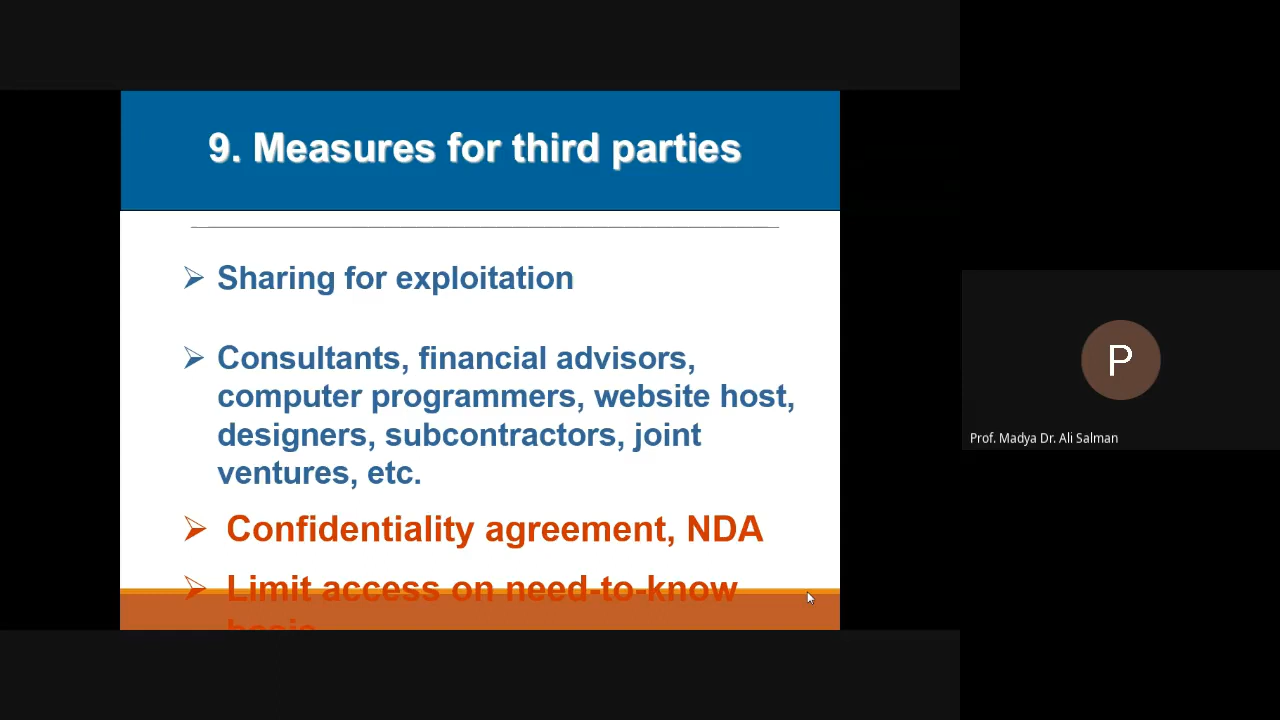 9. Measures for third parties
➢ Sharing for exploitation
➢ Consultants, financial advisors,
computer programmers, website host,
designers, subcontractors, joint
ventures, etc.
➢ Confidentiality agreement, NDA
➢ Limit access on need-to-know
basis
P
Prof. Madya Dr. Ali Salman